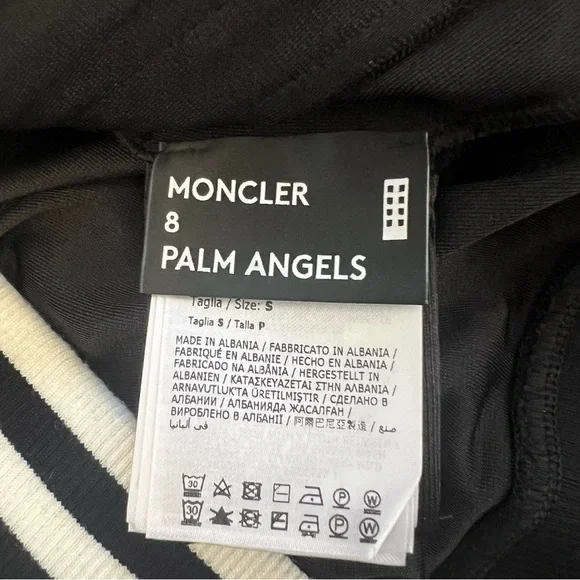 MONCLER
8
PALM ANGELS
Taglia / Size: S
Taglia S / Talla P
MADE IN ALBANIA / FABBRICATO IN ALBANIA /
FABRIQUÉ EN ALBANIE / HECHO EN ALBANIA /
FABRICADO NA ALBÂNIA / HERGESTELLT IN
ALBANIEN / ΚΑΤΑΣΚΕΥΑΖΕΤΑΙ ΣΤΗΝ ΑΛΒΑΝΙΑ /
ARNAVUTLUK'TA ÜRETILMIŞTIR / СДЕЛАНО В
АЛБАНИИ / АЛБАНИЯДА ЖАСАЛҒАН /
ВИРОБЛЕНО В АЛБАНІЇ / 阿爾巴尼亞製造 / صنع
في ألبانيا
30 P W
30 P W